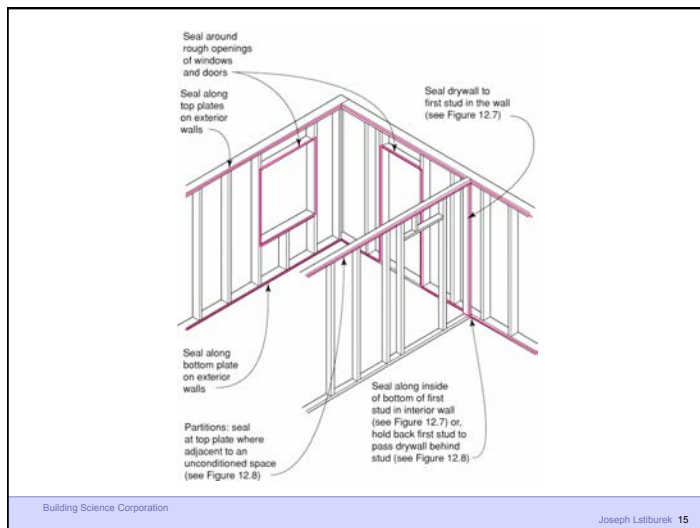 Seal around
rough openings
of windows
and doors
Seal along
top plates
on exterior
walls
Seal drywall to
first stud in the wall
(see Figure 12.7)
Seal along
bottom plate
on exterior
walls
Partitions: seal
at top plate where
adjacent to an
unconditioned space
(see Figure 12.8)
Seal along inside
of bottom of first
stud in interior wall
(see Figure 12.7) or,
hold back first stud to
pass drywall behind
stud (see Figure 12.8)
Building Science Corporation
Joseph Lstiburek 15